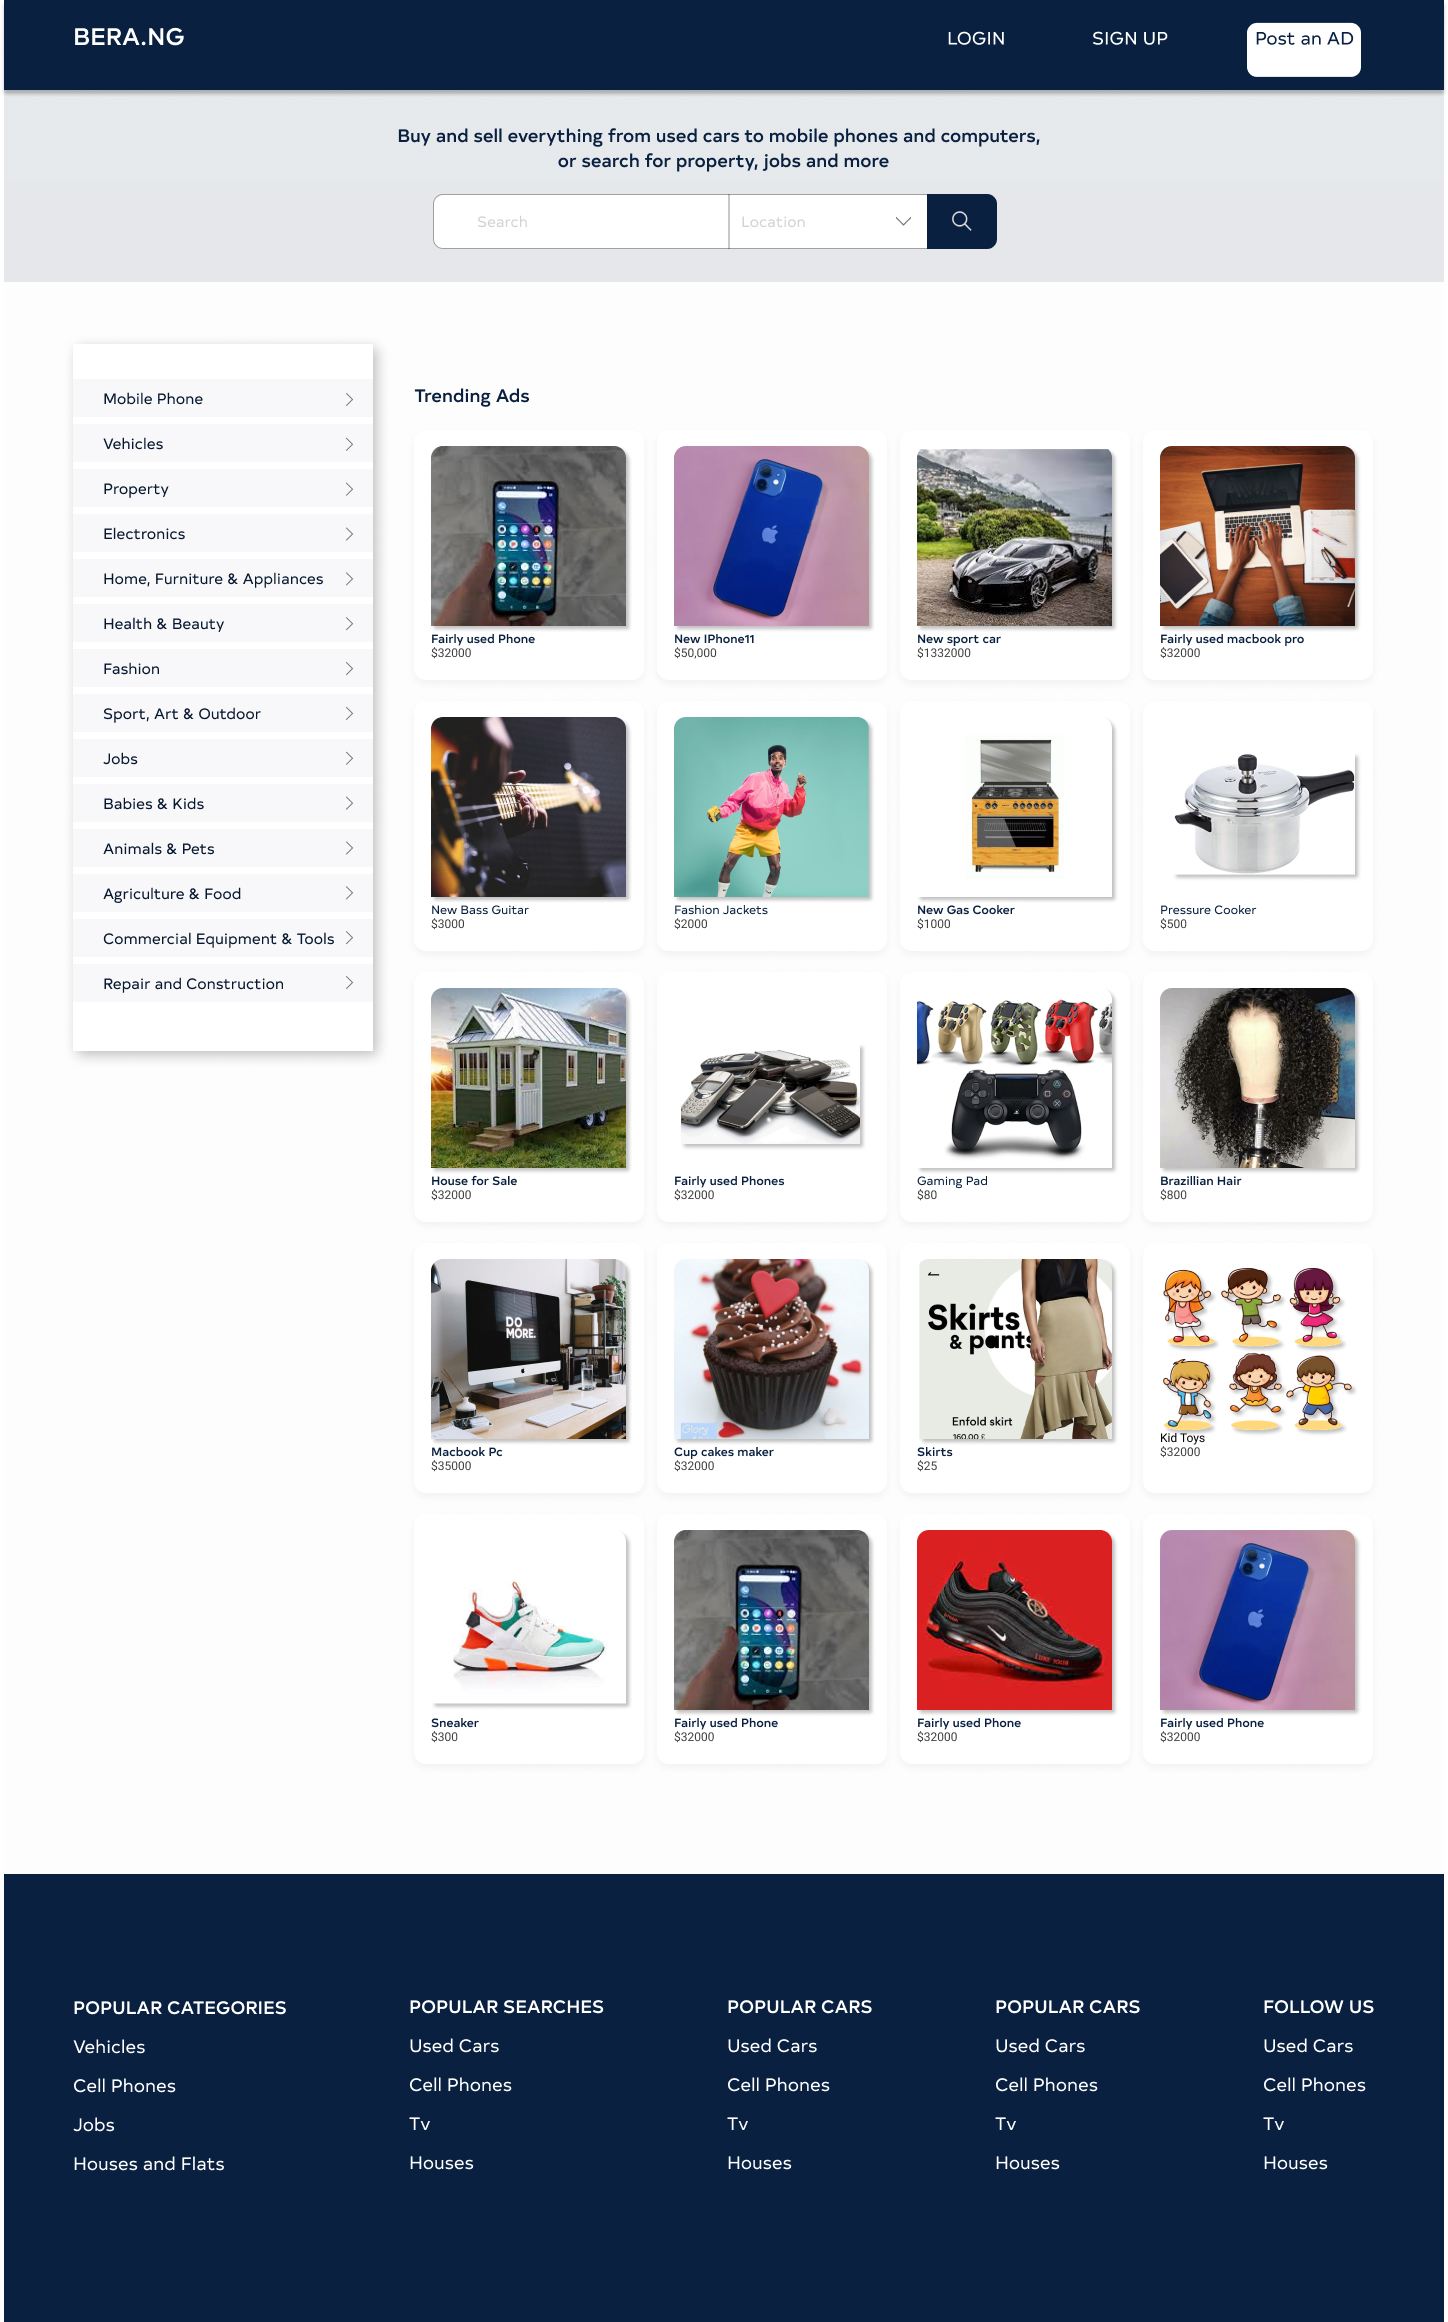 BERA.NG
LOGIN
SIGN UP
Post an AD
Buy and sell everything from used cars to mobile phones and computers,
or search for property, jobs and more
Search
Location
Mobile Phone
Vehicles
Property
Electronics
Home, Furniture & Appliances
Health & Beauty
Fashion
Sport, Art & Outdoor
Jobs
Babies & Kids
Animals & Pets
Agriculture & Food
Commercial Equipment & Tools
Repair and Construction
Trending Ads
Fairly used Phone
$32000
New IPhone11
$50,000
New sport car
$1332000
Fairly used macbook pro
$32000
New Bass Guitar
$3000
Fashion Jackets
$2000
New Gas Cooker
$1000
Pressure Cooker
$500
House for Sale
$32000
Fairly used Phones
$32000
Gaming Pad
$80
Brazillian Hair
$800
DO
MORE.
Macbook Pc
$35000
Glory
Cup cakes maker
$32000
Skirts
& pants
Enfold skirt
160,00 £
Skirts
$25
Kid Toys
$32000
Sneaker
$300
Fairly used Phone
$32000
Fairly used Phone
$32000
Fairly used Phone
$32000
POPULAR CATEGORIES
Vehicles
Cell Phones
Jobs
Houses and Flats
POPULAR SEARCHES
Used Cars
Cell Phones
Tv
Houses
POPULAR CARS
Used Cars
Cell Phones
Tv
Houses
POPULAR CARS
Used Cars
Cell Phones
Tv
Houses
FOLLOW US
Used Cars
Cell Phones
Tv
Houses